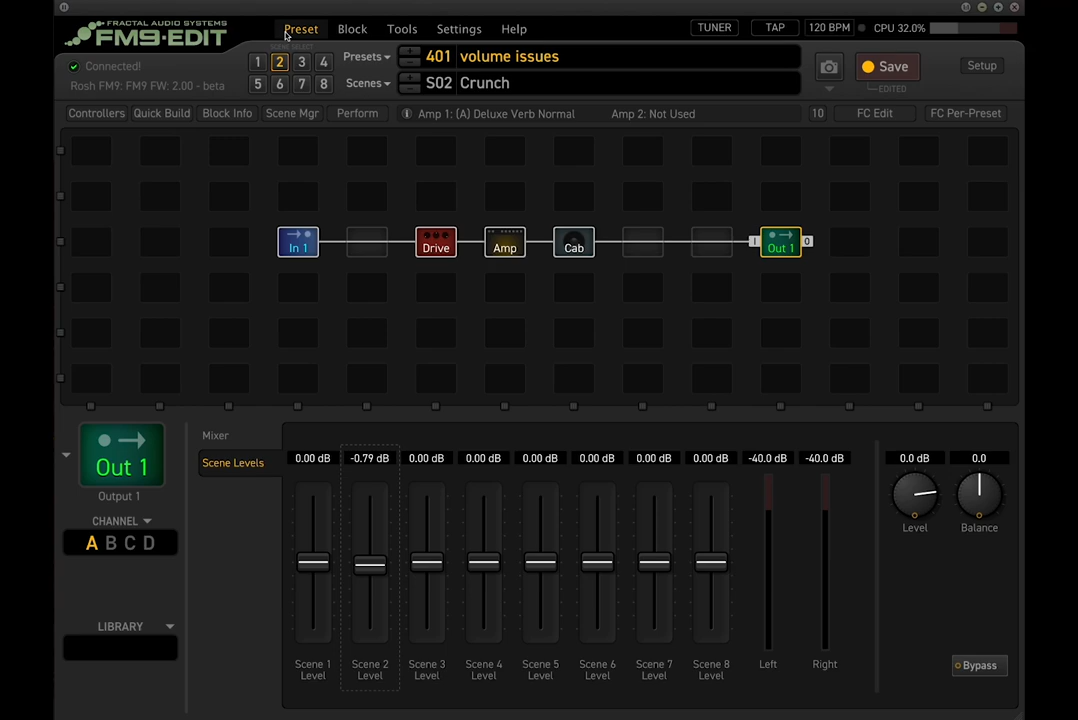 FRACTAL AUDIO SYSTEMS
FM9-EDIT
Preset Block Tools Settings Help
TUNER TAP 120 BPM CPU 32.0%
SCENE SELECT
1 2 3 4
5 6 7 8
Presets 401 volume issues
Scenes S02 Crunch
Save
EDITED
Setup
Connected!
Rosh FM9: FM9 FW: 2.00 - beta
Controllers Quick Build Block Info Scene Mgr Perform Amp 1: (A) Deluxe Verb Normal Amp 2: Not Used 10 FC Edit FC Per-Preset
In 1 Drive Amp Cab I Out 1 O
Out 1
Output 1
CHANNEL
A B C D
LIBRARY
Mixer
Scene Levels
0.00 dB -0.79 dB 0.00 dB 0.00 dB 0.00 dB 0.00 dB 0.00 dB 0.00 dB -40.0 dB -40.0 dB 0.0 dB 0.0
Level Balance
Scene 1 Scene 2 Scene 3 Scene 4 Scene 5 Scene 6 Scene 7 Scene 8 Left Right
Level Level Level Level Level Level Level Level
Bypass